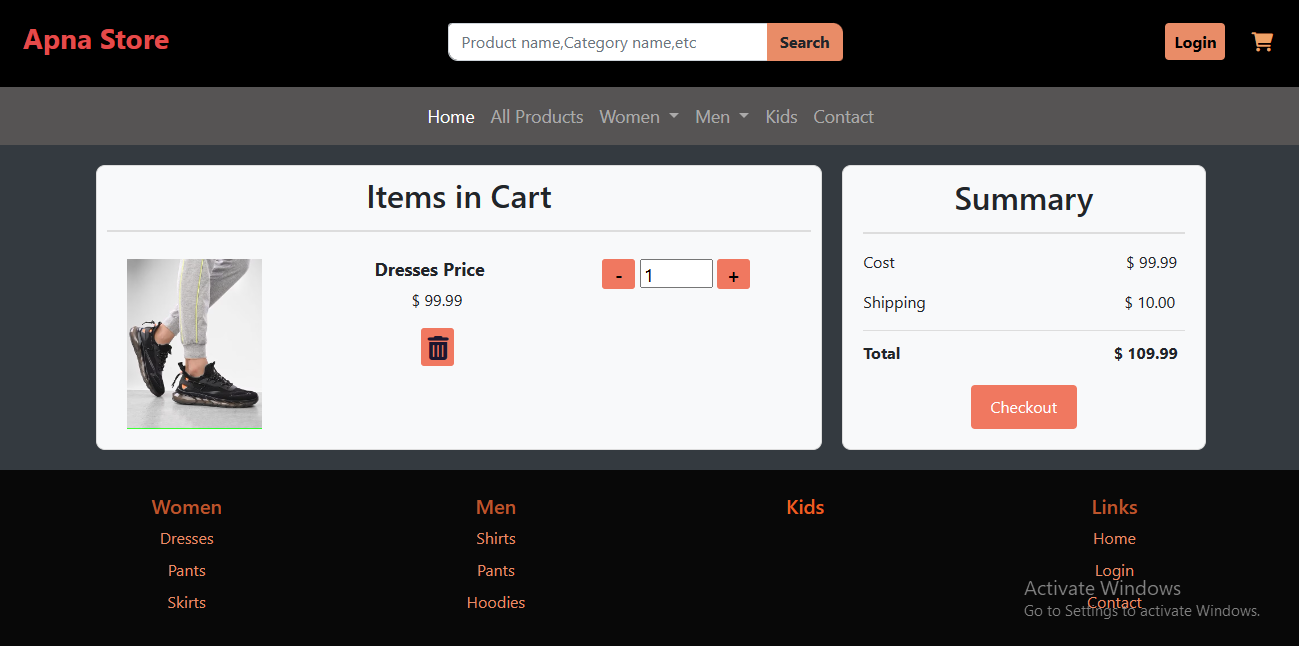 Apna Store
Product name,Category name,etc
Search
Login
Home
All Products
Women
Men
Kids
Contact
Items in Cart
Dresses Price
$ 99.99
-
1
+
Summary
Cost
$ 99.99
Shipping
$ 10.00
Total
$ 109.99
Checkout
Women
Dresses
Pants
Skirts
Men
Shirts
Pants
Hoodies
Kids
Links
Home
Login
Contact
Activate Windows
Go to Settings to activate Windows.